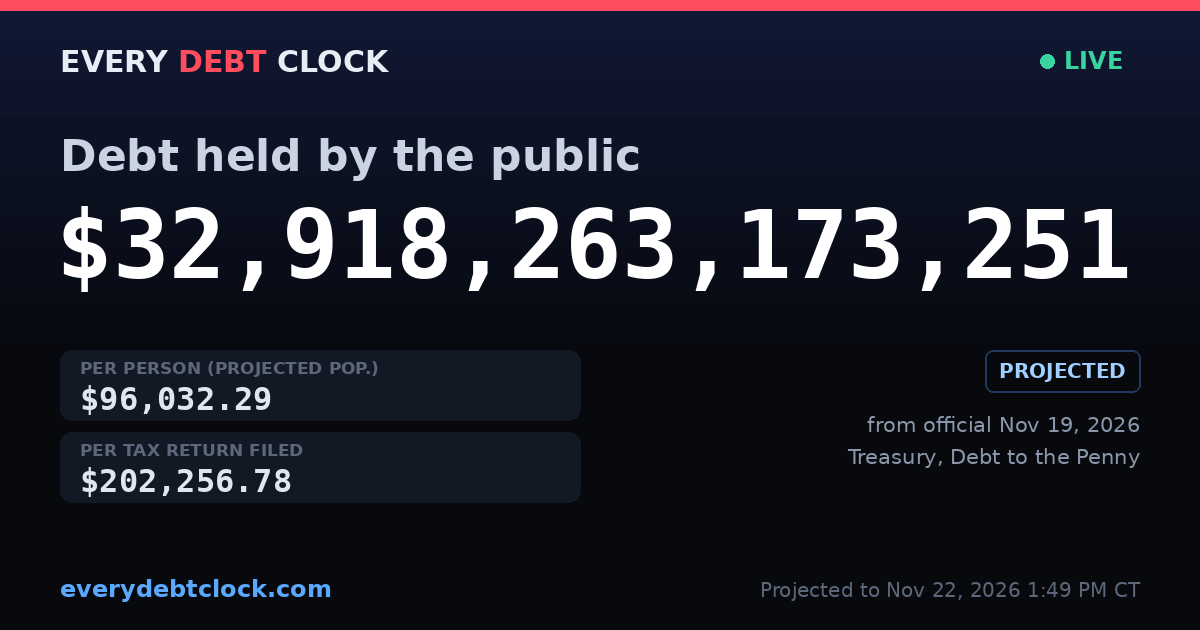 EVERY DEBT CLOCK
LIVE
Debt held by the public
$32,918,263,173,251
PER PERSON (PROJECTED POP.)
$96,032.29
PER TAX RETURN FILED
$202,256.78
PROJECTED
from official Nov 19, 2026
Treasury, Debt to the Penny
everydebtclock.com
Projected to Nov 22, 2026 1:49 PM CT